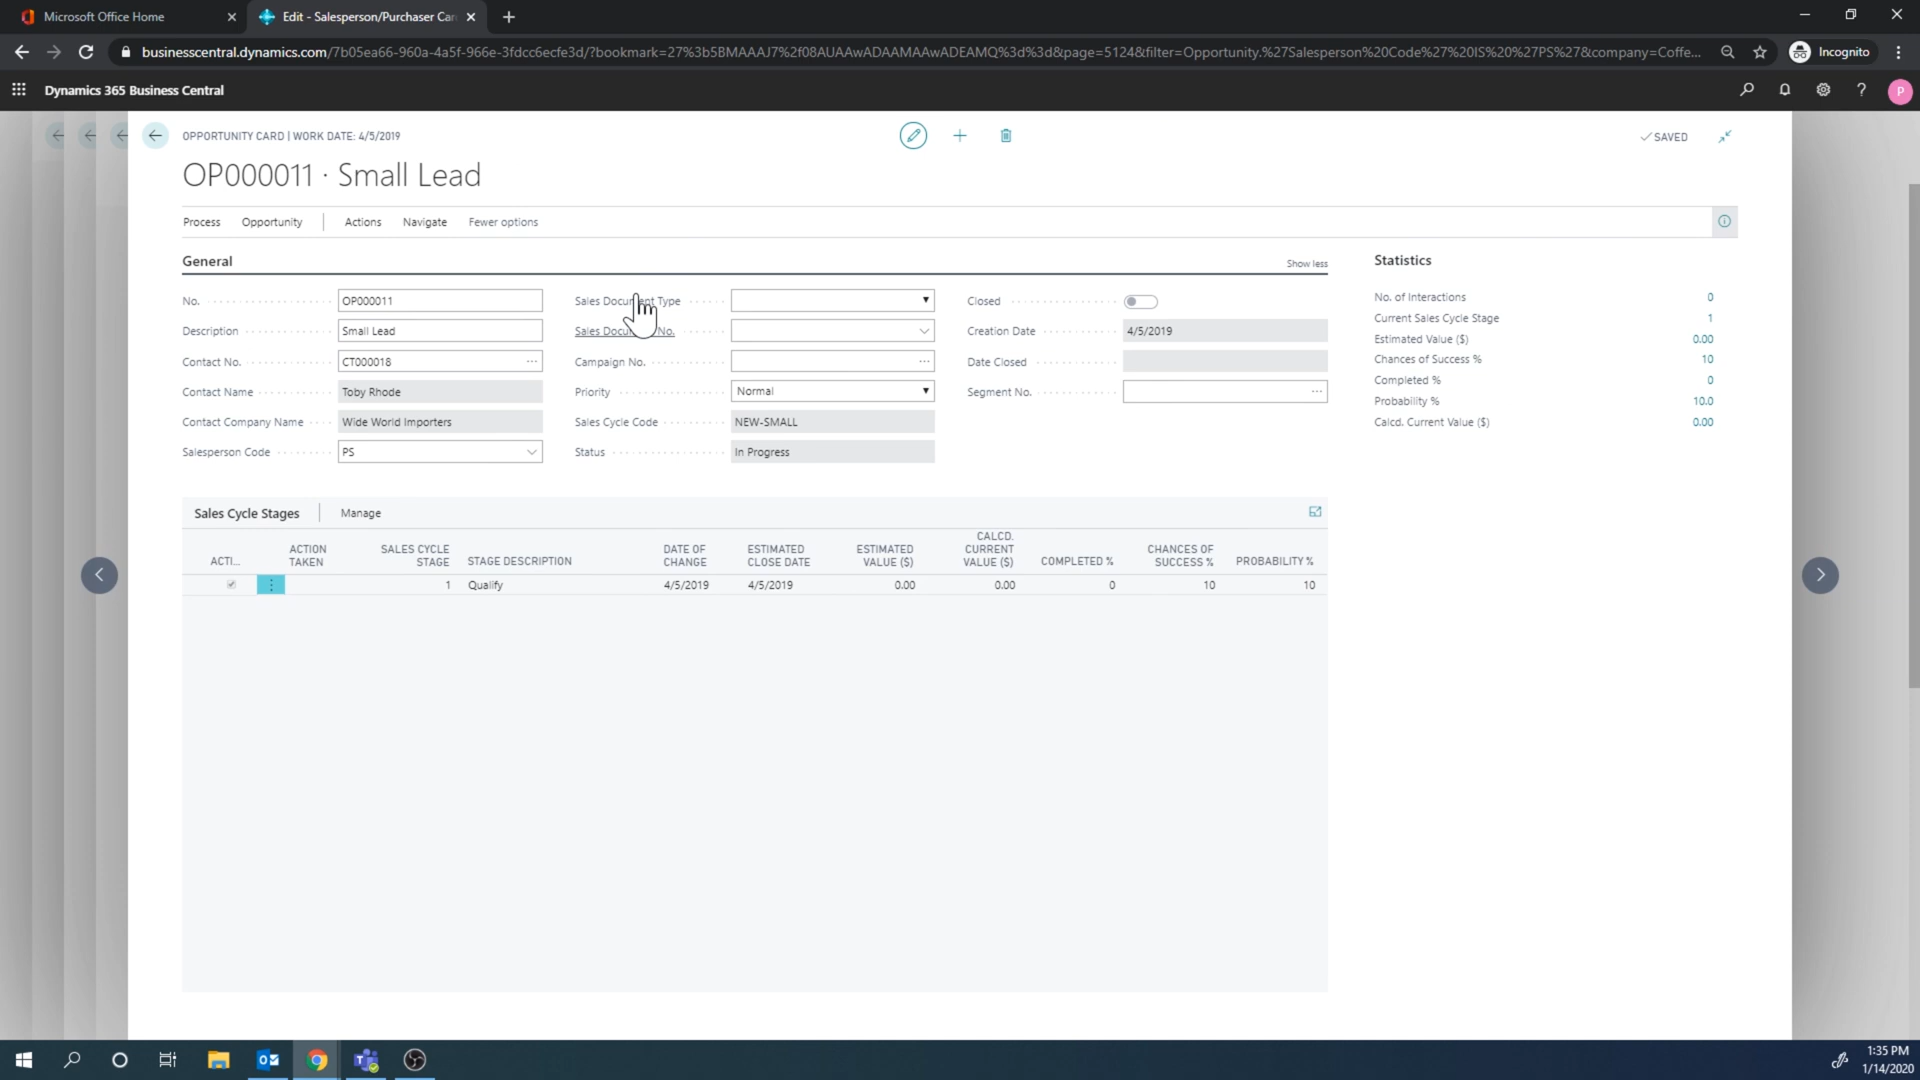 Microsoft Office Home
Edit - Salesperson/Purchaser Car
businesscentral.dynamics.com/7b05ea66-960a-4a5f-966e-3fdcc6ecfe3d/?bookmark=27%3b5BMAAAJ7%2f08AUAAwADAAMAAwADEAMQ%3d%3d&page=5124&filter=Opportunity.%27Salesperson%20Code%27%20IS%20%27PS%27&company=Coffe...
Incognito
Dynamics 365 Business Central
?
P
OPPORTUNITY CARD | WORK DATE: 4/5/2019
SAVED
OP000011 · Small Lead
Process Opportunity Actions Navigate Fewer options
General Show less
No. OP000011
Description Small Lead
Contact No. CT000018
Contact Name Toby Rhode
Contact Company Name Wide World Importers
Salesperson Code PS
Sales Document Type
Sales No.
Campaign No.
Priority Normal
Sales Cycle Code NEW-SMALL
Status In Progress
Closed
Creation Date 4/5/2019
Date Closed
Segment No.
Statistics
No. of Interactions 0
Current Sales Cycle Stage 1
Estimated Value ($) 0.00
Chances of Success % 10
Completed % 0
Probability % 10.0
Calcd. Current Value ($) 0.00
Sales Cycle Stages Manage
ACTI... ACTION TAKEN SALES CYCLE STAGE STAGE DESCRIPTION DATE OF CHANGE ESTIMATED CLOSE DATE ESTIMATED VALUE ($) CALCD. CURRENT VALUE ($) COMPLETED % CHANCES OF SUCCESS % PROBABILITY %
1 Qualify 4/5/2019 4/5/2019 0.00 0.00 0 10 10
1:35 PM
1/14/2020